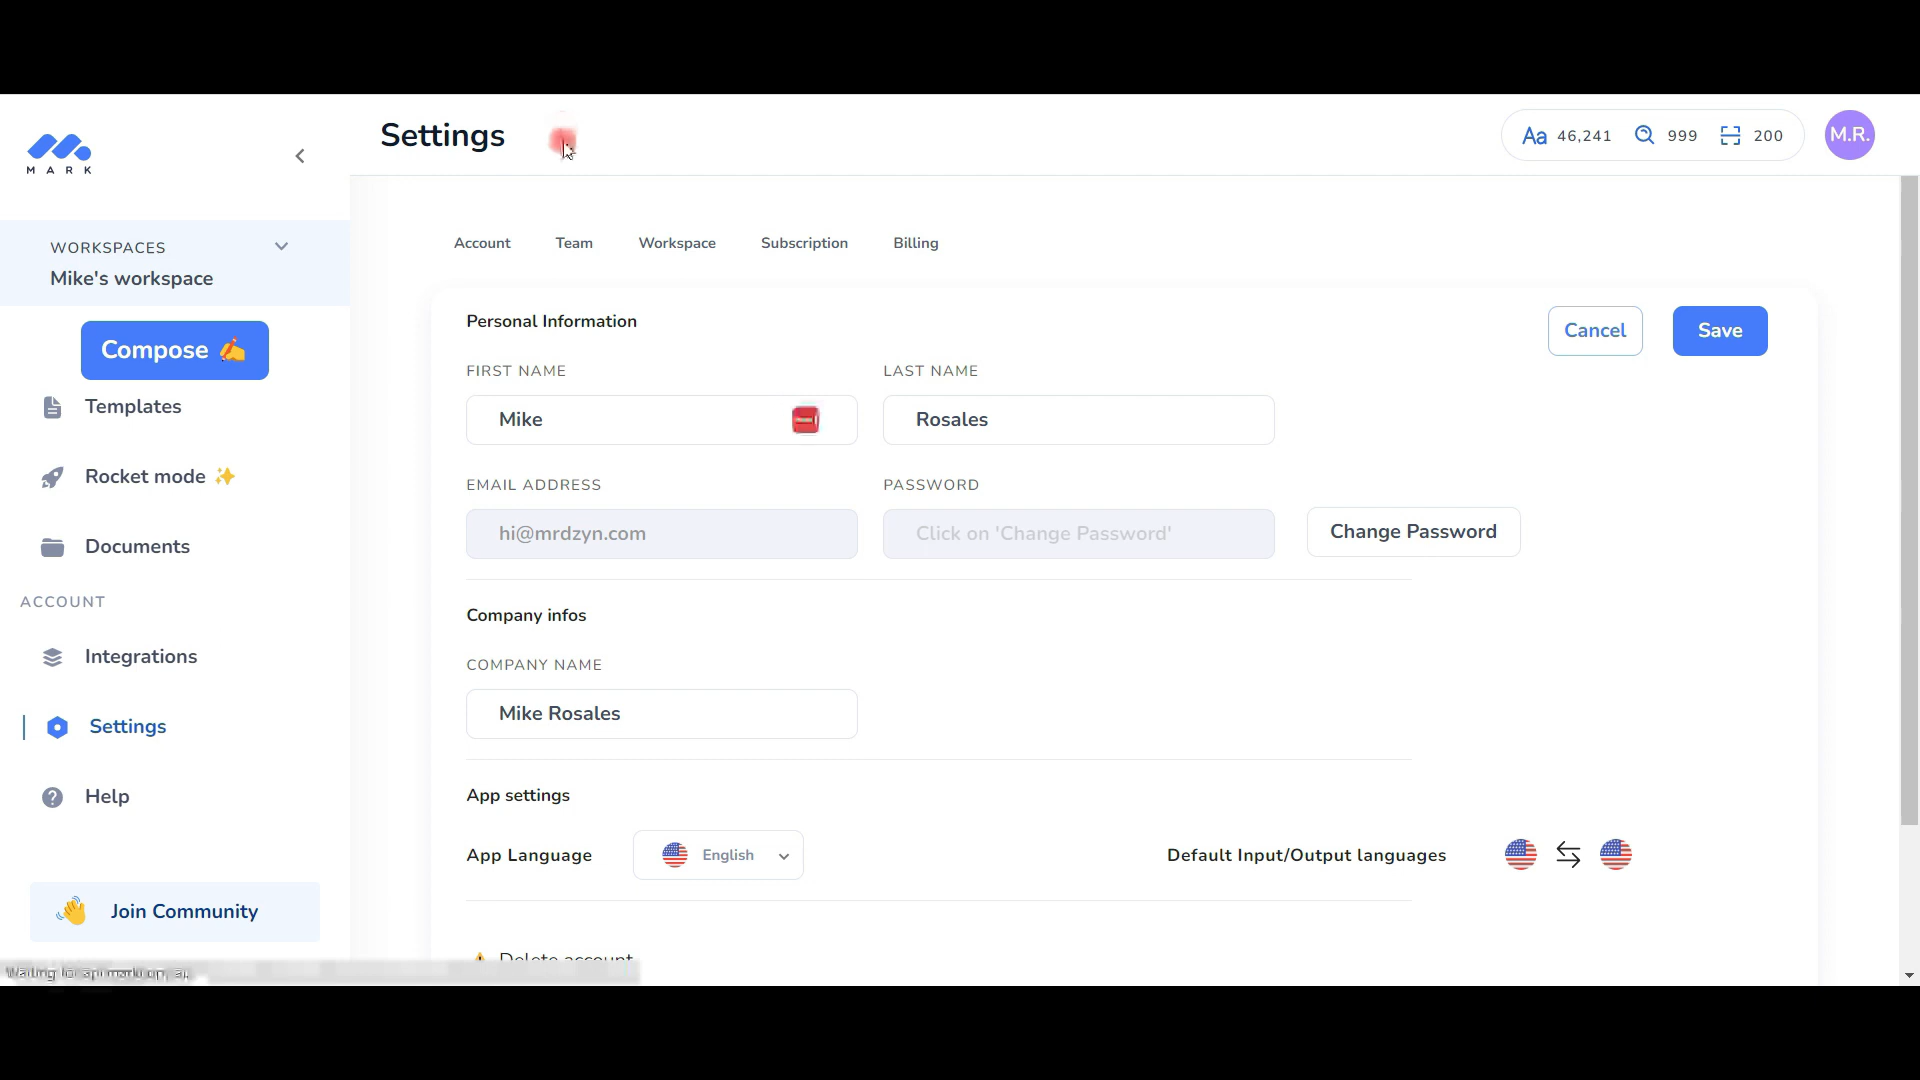 Settings
Aa 46,241 999 200 M.R.
MARK
WORKSPACES
Mike's workspace
Compose
Templates
Rocket mode
Documents
ACCOUNT
Integrations
Settings
Help
Join Community
Account Team Workspace Subscription Billing
Personal Information
Cancel Save
FIRST NAME LAST NAME
Mike Rosales
EMAIL ADDRESS PASSWORD
hi@mrdzyn.com Click on 'Change Password' Change Password
Company infos
COMPANY NAME
Mike Rosales
App settings
App Language English Default Input/Output languages
Delete account